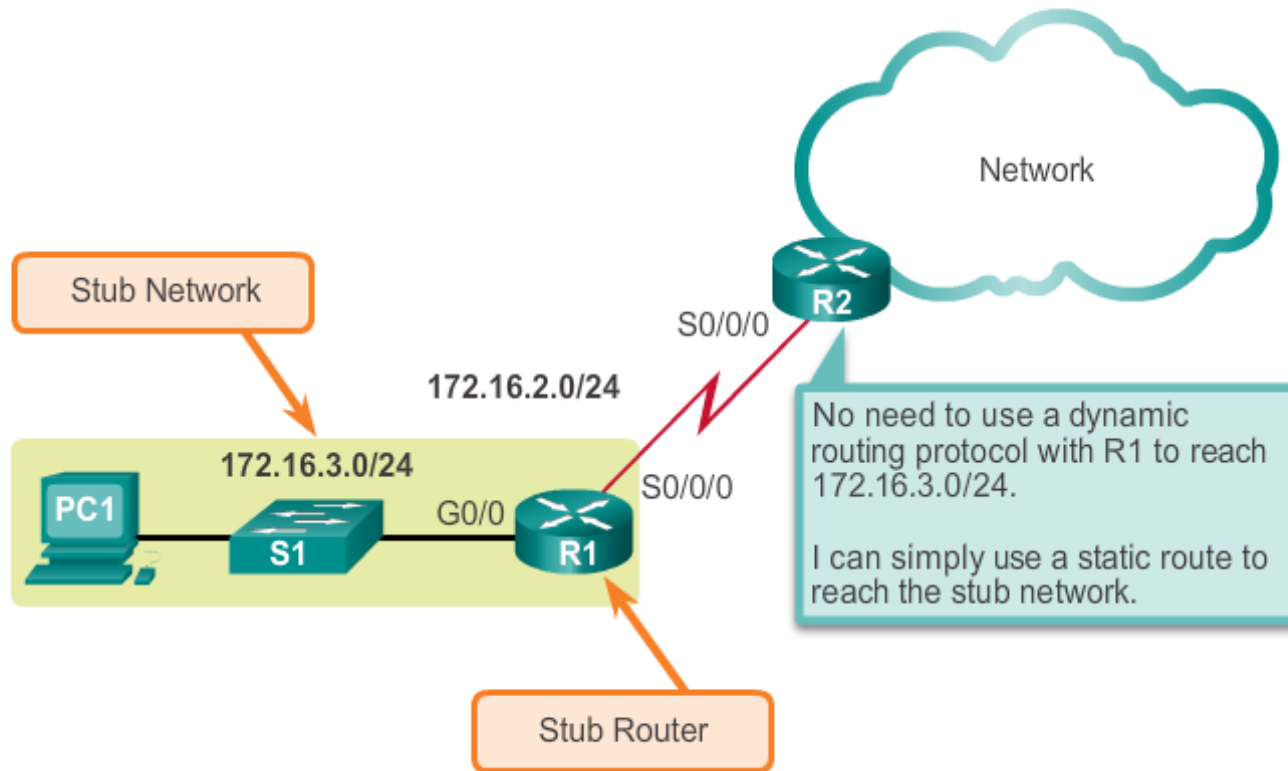 Network
Stub Network
R2
S0/0/0
172.16.2.0/24
No need to use a dynamic
routing protocol with R1 to reach
172.16.3.0/24.
I can simply use a static route to
reach the stub network.
172.16.3.0/24
S0/0/0
PC1
G0/0
S1
R1
Stub Router